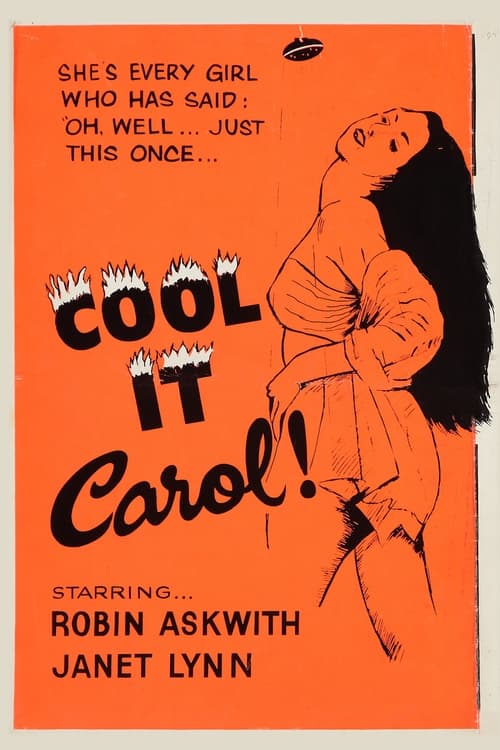 SHE'S EVERY GIRL
WHO HAS SAID:
"OH, WELL... JUST
THIS ONCE...
COOL
IT
Carol!
STARRING...
ROBIN ASKWITH
JANET LYNN